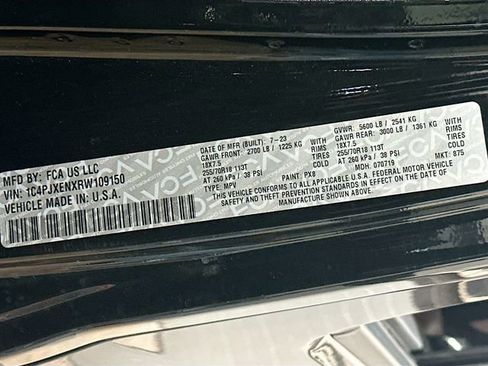 MFD BY: FCA US LLC
VIN: 1C4PJXENXRW109150
VEHICLE MADE IN U.S.A.
DATE OF MFR (BUILT): 7-23 GVWR: 5600 LB / 2541 KG
GAWR FRONT: 2700 LB / 1225 KG WITH GAWR REAR: 3000 LB / 1361 KG WITH
18X7.5 RIMS 18X7.5 RIMS
255/70R18 113T TIRES 255/70R18 113T TIRES
AT 260 kPa / 38 PSI COLD AT 260 kPa / 38 PSI COLD
TYPE: MPV MDH: 070719 MKT: 875
VEHICLE NO.: PX8
THIS VEHICLE CONFORMS TO ALL APPLICABLE U.S.A. FEDERAL MOTOR VEHICLE
SAFETY AND THEFT PREVENTION STANDARDS IN EFFECT ON THE DATE OF
MANUFACTURE SHOWN ABOVE.
FCA